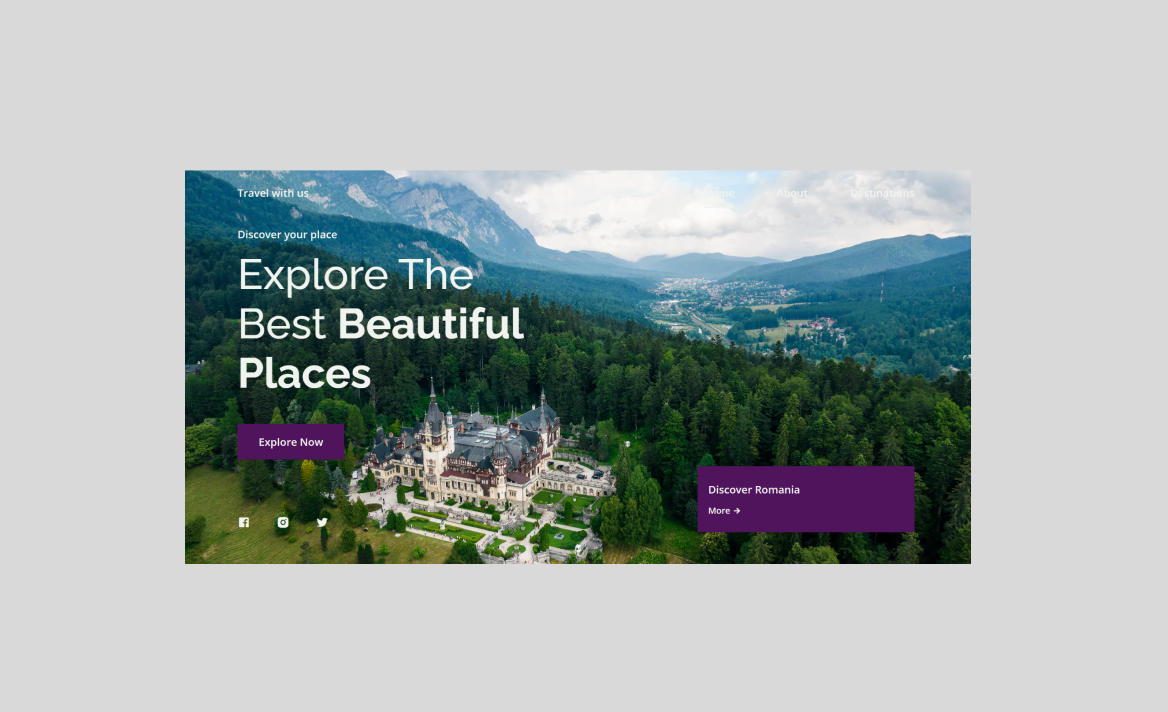 Travel with us
Home About Destinations
Discover your place
Explore The
Best Beautiful
Places
Explore Now
Discover Romania
More →